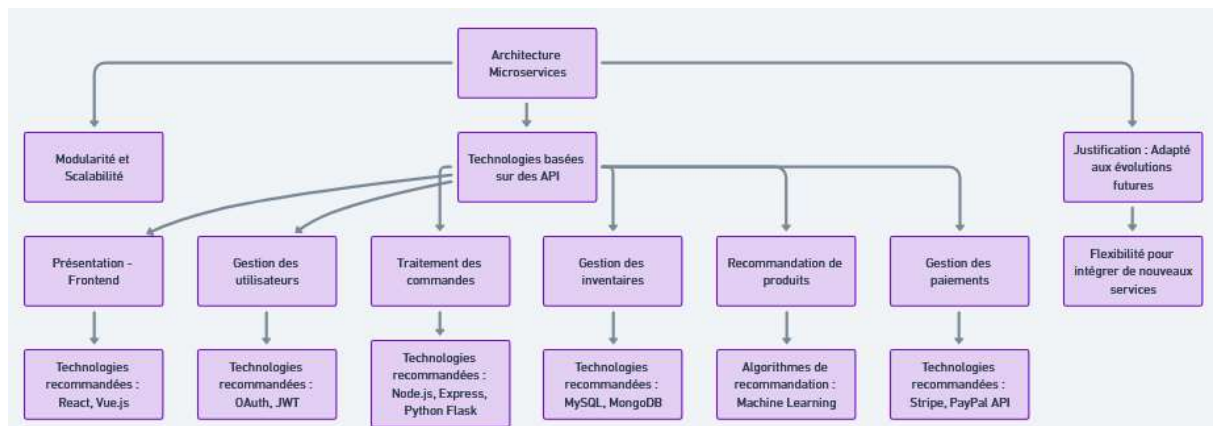 Architecture
Microservices
Modularité et
Scalabilité
Technologies basées
sur des API
Justification : Adapté
aux évolutions
futures
Présentation -
Frontend
Gestion des
utilisateurs
Traitement des
commandes
Gestion des
inventaires
Recommandation de
produits
Gestion des
paiements
Flexibilité pour
intégrer de nouveaux
services
Technologies
recommandées :
React, Vue.js
Technologies
recommandées :
OAuth, JWT
Technologies
recommandées :
Node.js, Express,
Python Flask
Technologies
recommandées :
MySQL, MongoDB
Algorithmes de
recommandation :
Machine Learning
Technologies
recommandées :
Stripe, PayPal API